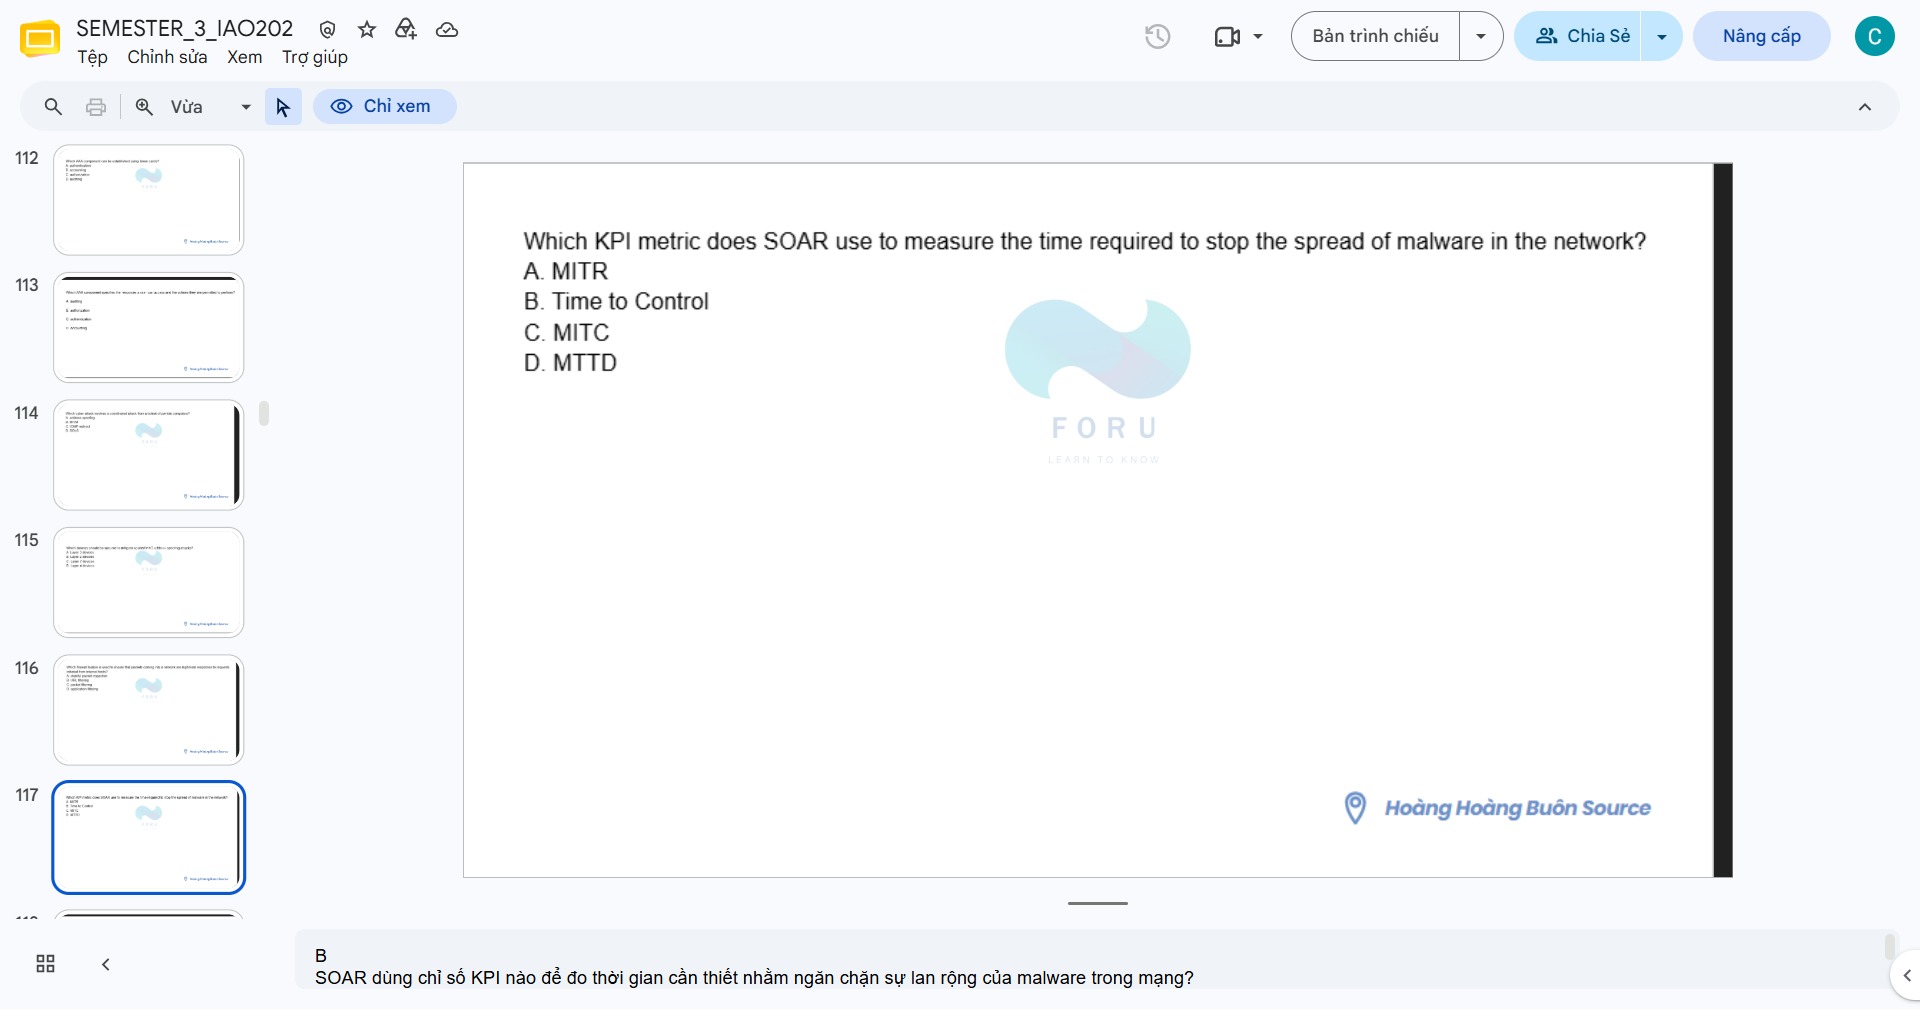 SEMESTER_3_IAO202
Tệp Chỉnh sửa Xem Trợ giúp
Bản trình chiếu
Chia Sẻ
Nâng cấp
C
Vừa
Chỉ xem
112
113
114
115
116
117
Which KPI metric does SOAR use to measure the time required to stop the spread of malware in the network?
A. MITR
B. Time to Control
C. MITC
D. MTTD
FORU
LEARN TO KNOW
Hoàng Hoàng Buôn Source
B
SOAR dùng chỉ số KPI nào để đo thời gian cần thiết nhằm ngăn chặn sự lan rộng của malware trong mạng?